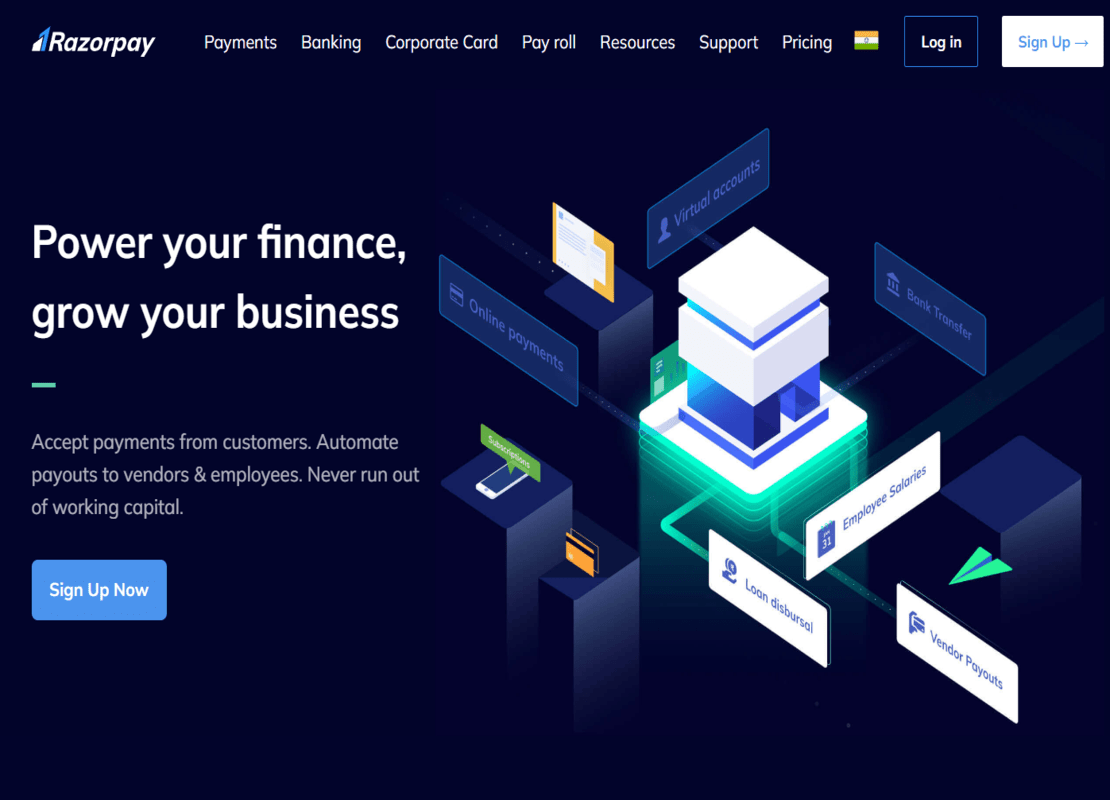 Razorpay
Payments
Banking
Corporate Card
Pay roll
Resources
Support
Pricing
Log in
Sign Up →
Power your finance,
grow your business
Accept payments from customers. Automate
payouts to vendors & employees. Never run out
of working capital.
Sign Up Now
Virtual accounts
Online payments
Bank Transfer
Subscriptions
31
Employee Salaries
Loan disbursal
Vendor Payouts